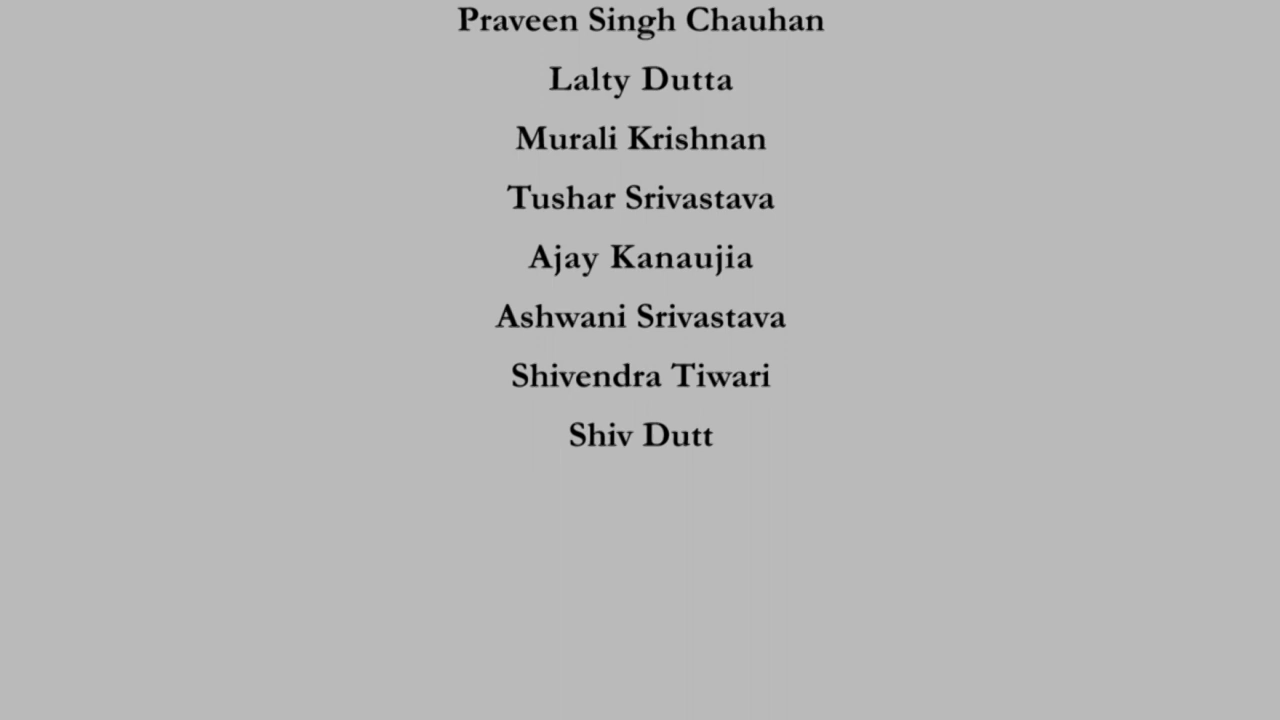 Praveen Singh Chauhan
Lalty Dutta
Murali Krishnan
Tushar Srivastava
Ajay Kanaujia
Ashwani Srivastava
Shivendra Tiwari
Shiv Dutt